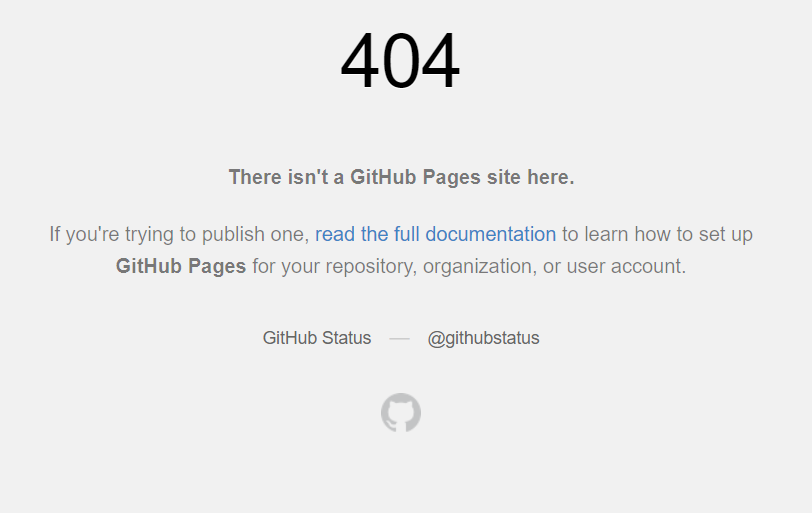 404
There isn't a GitHub Pages site here.
If you're trying to publish one, read the full documentation to learn how to set up
GitHub Pages for your repository, organization, or user account.
GitHub Status — @githubstatus